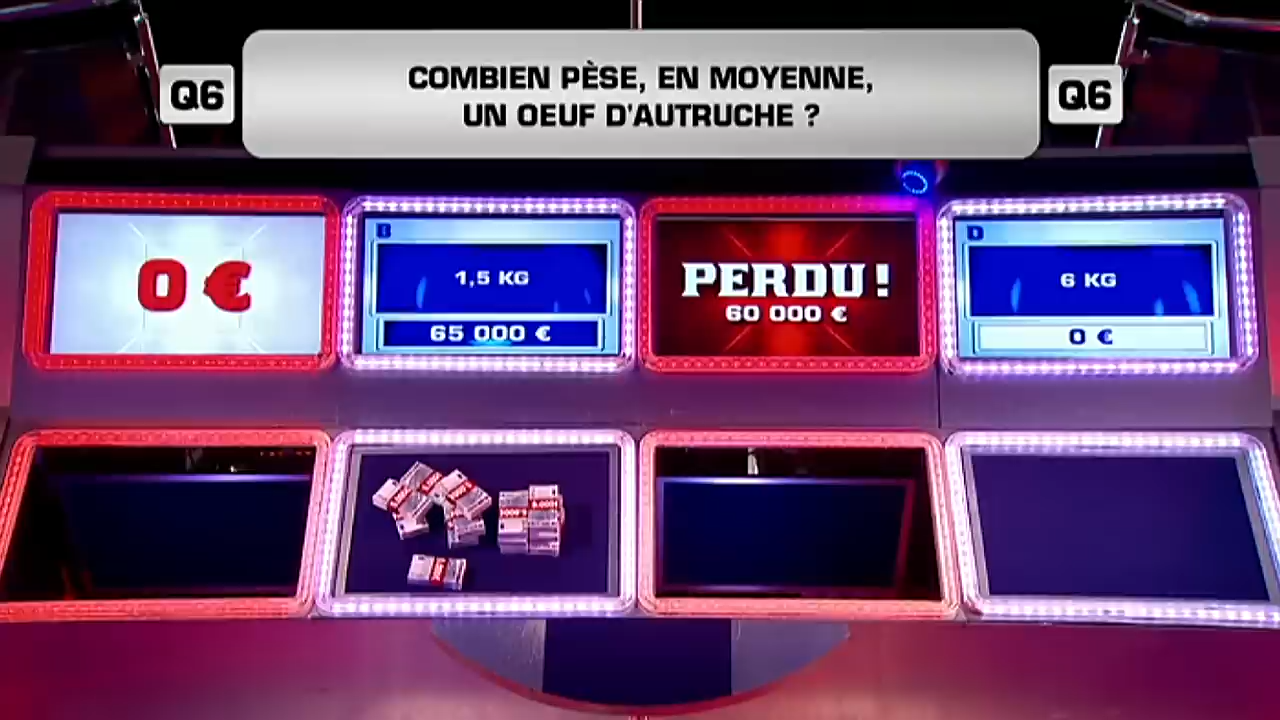 Q6
COMBIEN PÈSE, EN MOYENNE,
UN OEUF D'AUTRUCHE ?
Q6
0 €
B
1,5 KG
65 000 €
PERDU !
60 000 €
D
6 KG
0 €